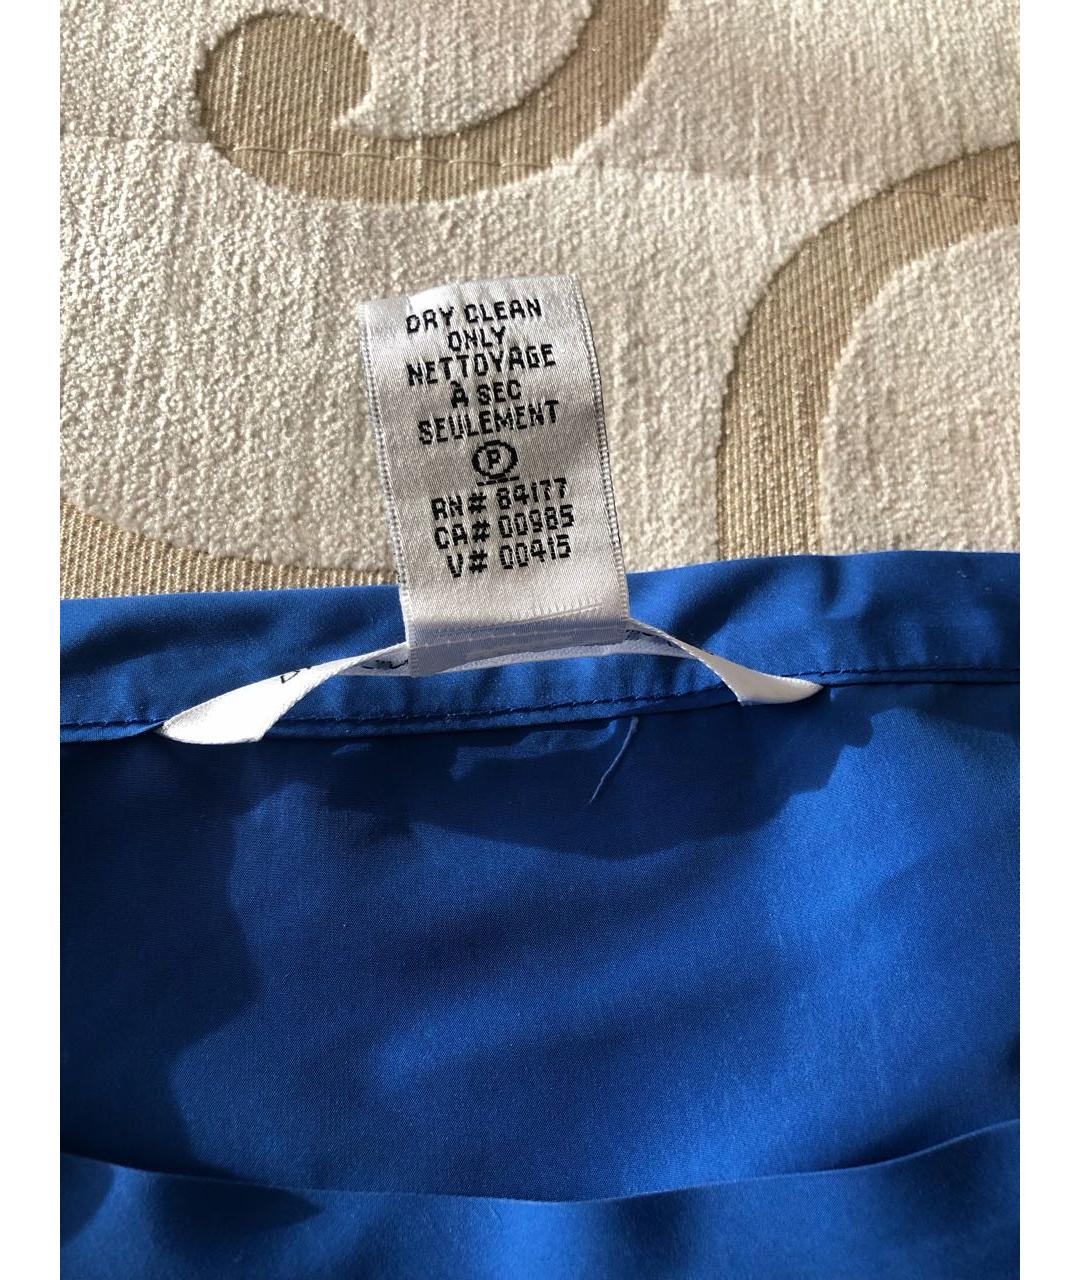 DRY CLEAN
ONLY
NETTOYAGE
À SEC
SEULEMENT
P
RN# 84177
CA# 00985
V# 00415